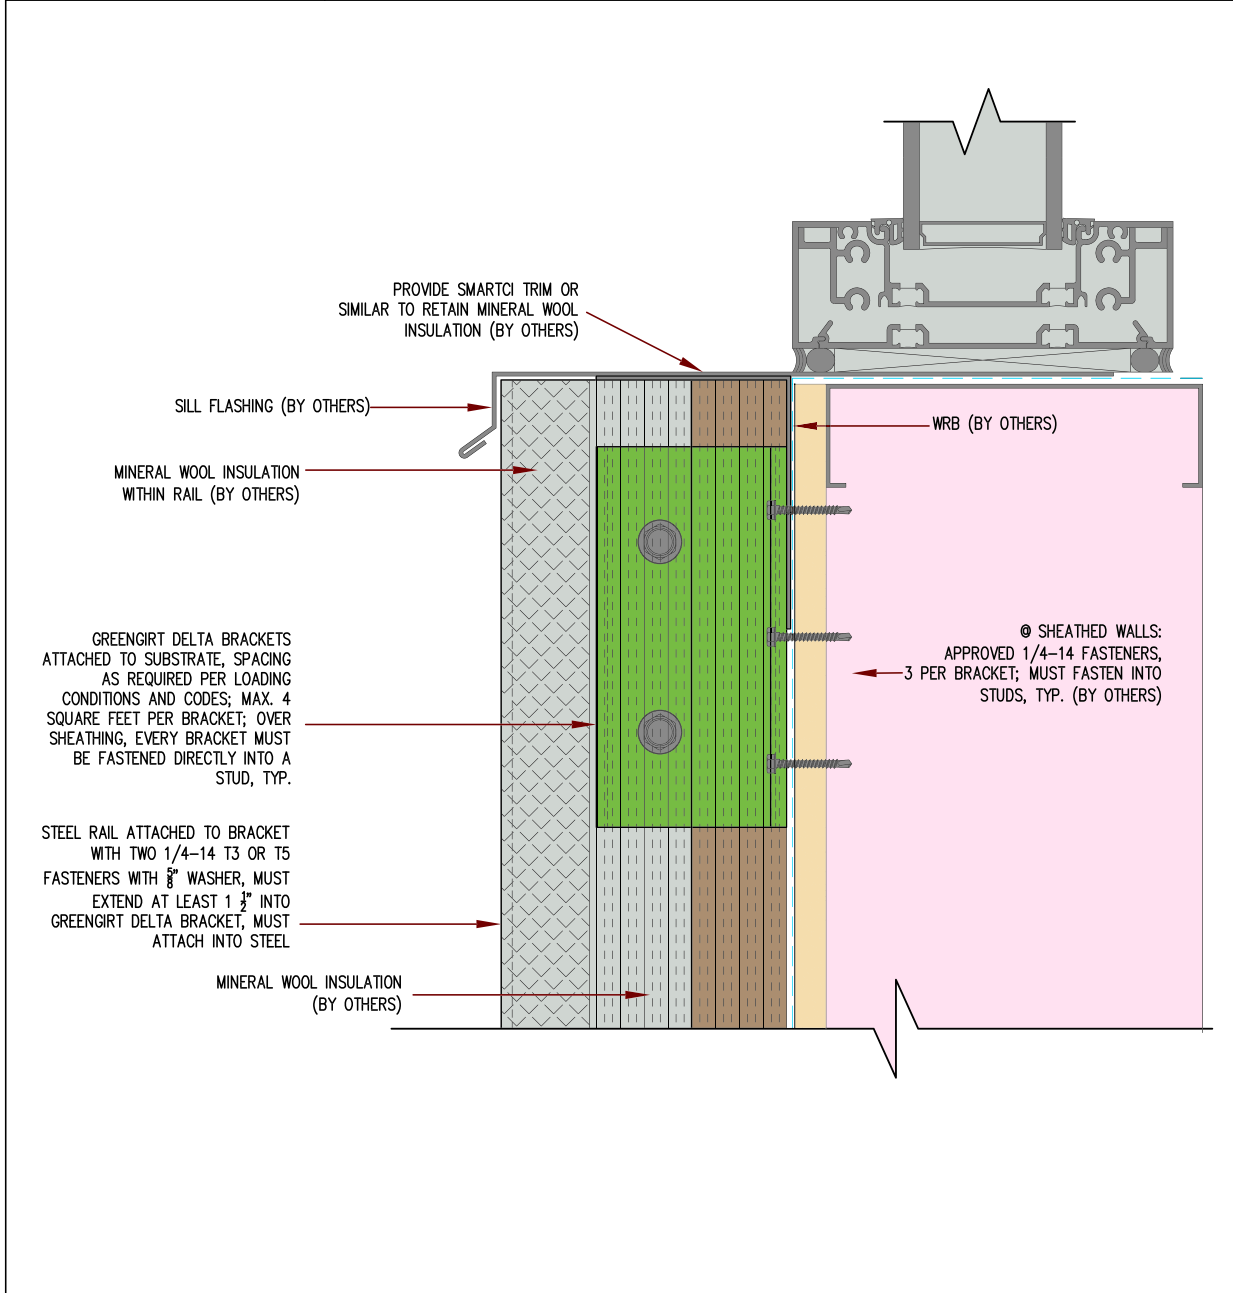 PROVIDE SMARTCI TRIM OR
SIMILAR TO RETAIN MINERAL WOOL
INSULATION (BY OTHERS)
SILL FLASHING (BY OTHERS)
WRB (BY OTHERS)
MINERAL WOOL INSULATION
WITHIN RAIL (BY OTHERS)
GREENGIRT DELTA BRACKETS
ATTACHED TO SUBSTRATE, SPACING
AS REQUIRED PER LOADING
CONDITIONS AND CODES; MAX. 4
SQUARE FEET PER BRACKET; OVER
SHEATHING, EVERY BRACKET MUST
BE FASTENED DIRECTLY INTO A
STUD, TYP.
@ SHEATHED WALLS:
APPROVED 1/4-14 FASTENERS,
3 PER BRACKET; MUST FASTEN INTO
STUDS, TYP. (BY OTHERS)
STEEL RAIL ATTACHED TO BRACKET
WITH TWO 1/4-14 T3 OR T5
FASTENERS WITH 5/8" WASHER, MUST
EXTEND AT LEAST 1 1/2" INTO
GREENGIRT DELTA BRACKET, MUST
ATTACH INTO STEEL
MINERAL WOOL INSULATION
(BY OTHERS)